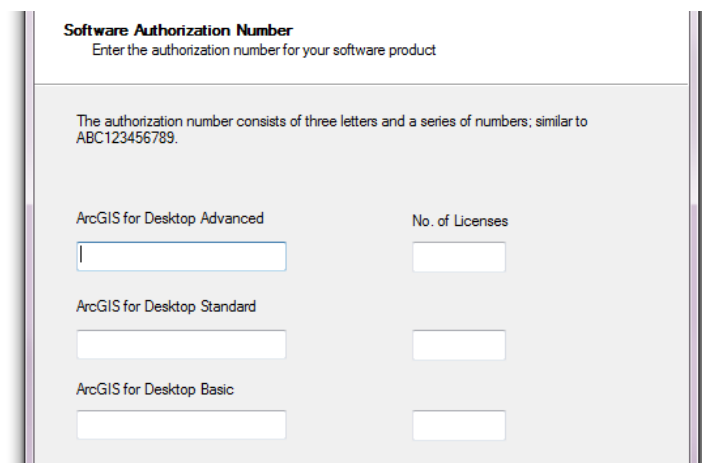 Software Authorization Number
Enter the authorization number for your software product
The authorization number consists of three letters and a series of numbers; similar to
ABC123456789.
ArcGIS for Desktop Advanced No. of Licenses
ArcGIS for Desktop Standard
ArcGIS for Desktop Basic